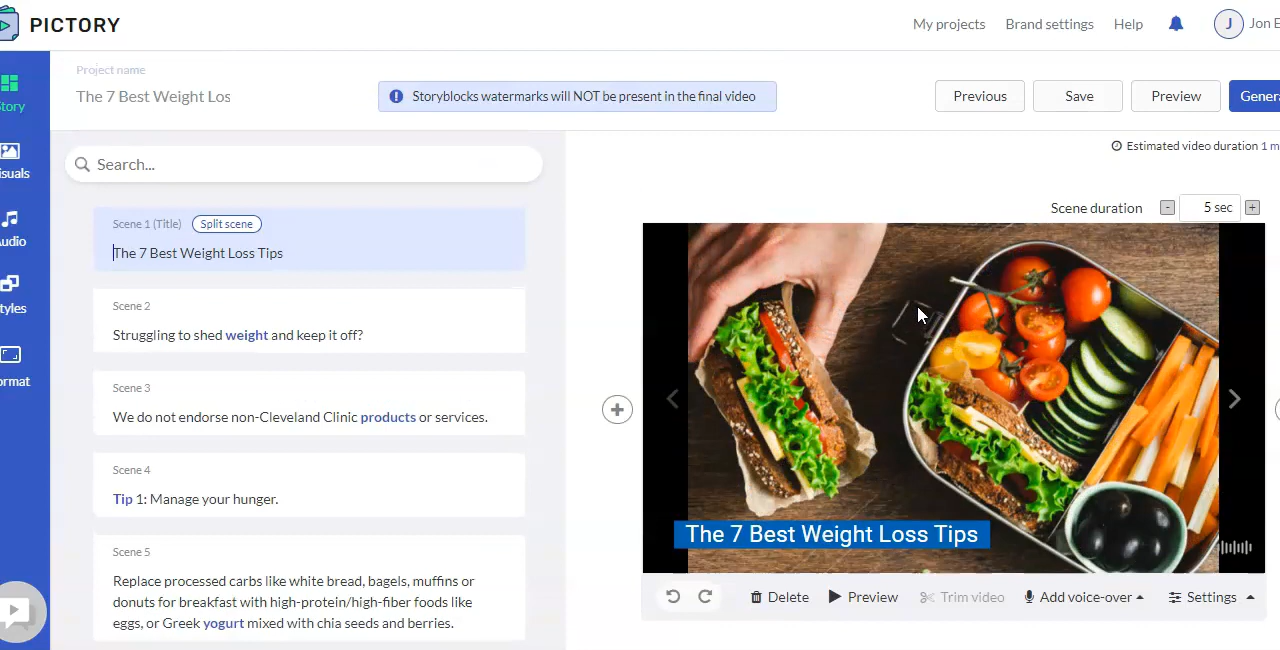 PICTORY
My projects
Brand settings
Help
J
Jon E
Project name
The 7 Best Weight Los
Storyblocks watermarks will NOT be present in the final video
Previous
Save
Preview
Genera
tory
isuals
udio
tyles
ormat
Search...
Estimated video duration 1 m
Scene duration
-
5 sec
+
Scene 1 (Title)
Split scene
The 7 Best Weight Loss Tips
Scene 2
Struggling to shed weight and keep it off?
Scene 3
We do not endorse non-Cleveland Clinic products or services.
Scene 4
Tip 1: Manage your hunger.
Scene 5
Replace processed carbs like white bread, bagels, muffins or
donuts for breakfast with high-protein/high-fiber foods like
eggs, or Greek yogurt mixed with chia seeds and berries.
The 7 Best Weight Loss Tips
Delete
Preview
Trim video
Add voice-over
Settings